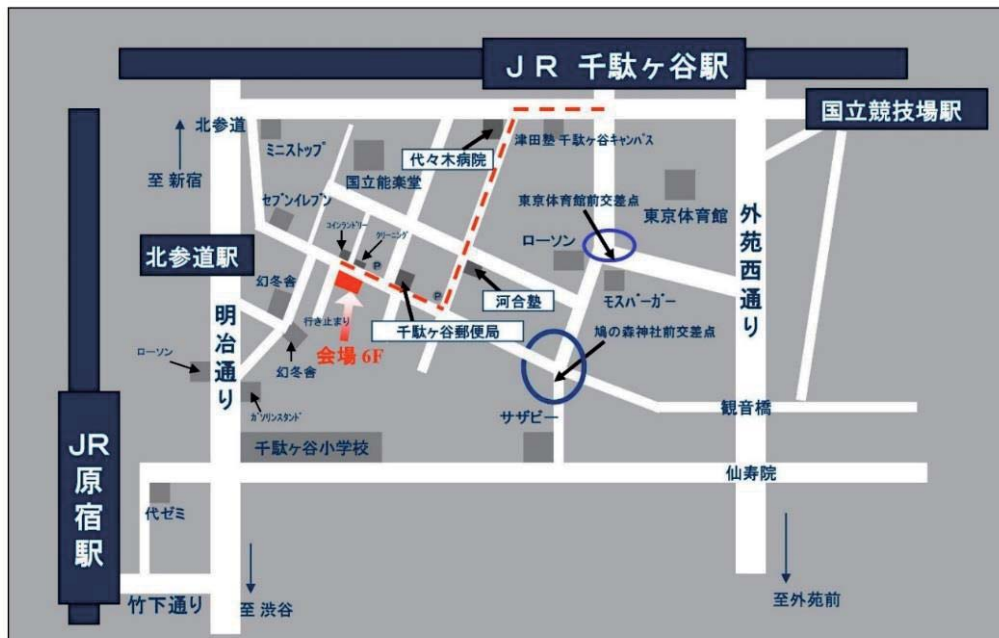 JR 千駄ヶ谷駅
国立競技場駅
北参道
ミニストップ
代々木病院
津田塾 千駄ヶ谷キャンパス
至 新宿
国立能楽堂
セブンイレブン
東京体育館前交差点
東京体育館
外苑西通り
コインランドリー
クリーニング
ローソン
北参道駅
P
幻冬舎
河合塾
モスバーガー
P
行き止まり
千駄ヶ谷郵便局
鳩の森神社前交差点
明治通り
会場 6F
ローソン
幻冬舎
サザビー
観音橋
ガソリンスタンド
JR
原宿駅
千駄ヶ谷小学校
仙寿院
代ゼミ
竹下通り
至 渋谷
至外苑前